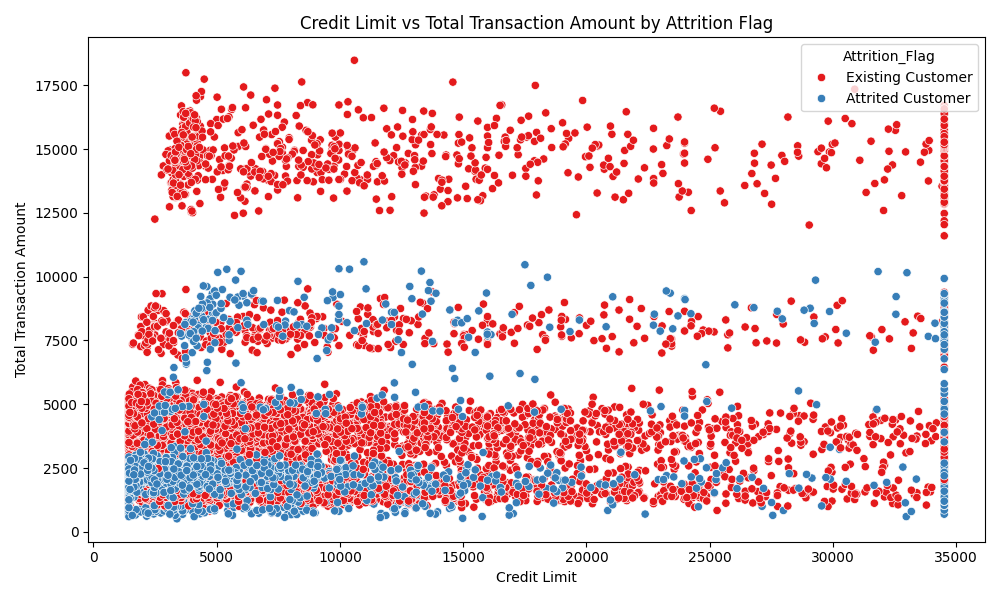 Credit Limit vs Total Transaction Amount by Attrition Flag
Attrition_Flag
Existing Customer
Attrited Customer
Total Transaction Amount
17500
15000
12500
10000
7500
5000
2500
0
0 5000 10000 15000 20000 25000 30000 35000
Credit Limit